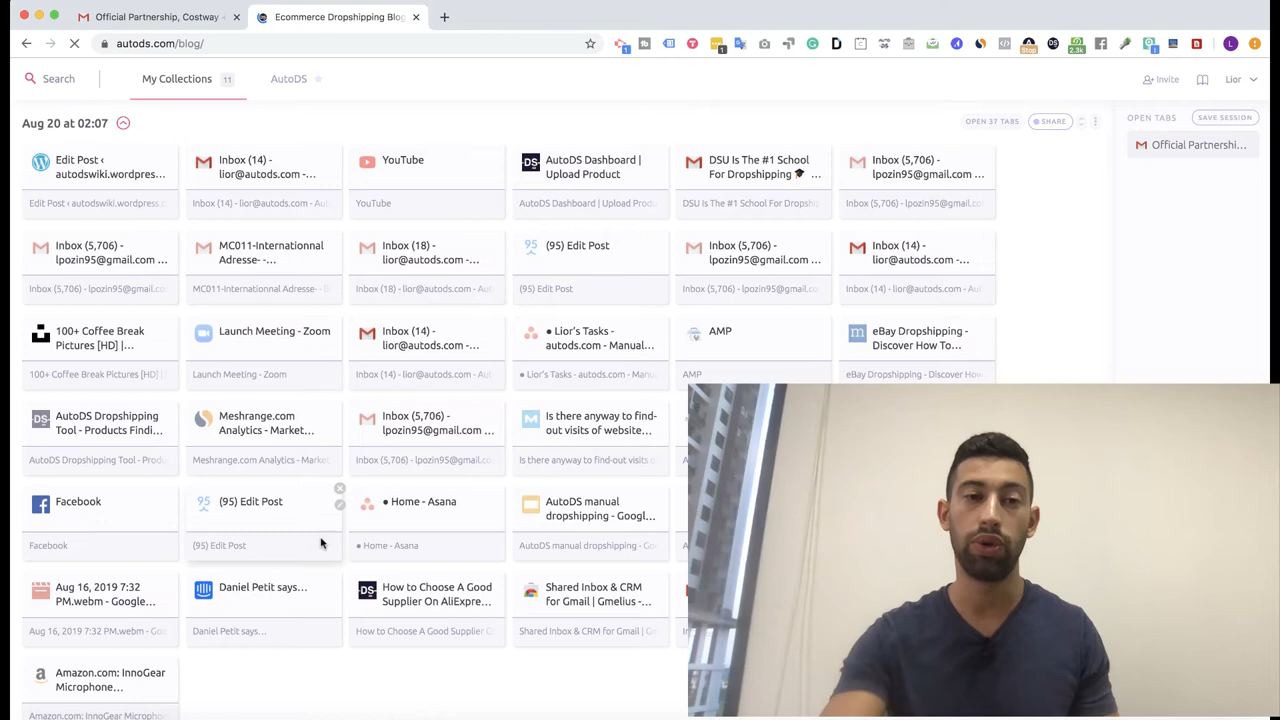 Official Partnership, Costway -
Ecommerce Dropshipping Blog
autods.com/blog/
Search
My Collections 11
AutoDS
Invite
Lior
Aug 20 at 02:07
OPEN 37 TABS
SHARE
OPEN TABS
SAVE SESSION
Official Partnershi...
Edit Post ‹
autodswiki.wordpres...
Edit Post ‹ autodswiki.wordpress.c
Inbox (14) -
lior@autods.com -...
Inbox (14) - lior@autods.com - Aut
YouTube
YouTube
AutoDS Dashboard |
Upload Product
AutoDS Dashboard | Upload Produ
DSU Is The #1 School
For Dropshipping 🎓 ...
DSU Is The #1 School For Dropship
Inbox (5,706) -
lpozin95@gmail.com ...
Inbox (5,706) - lpozin95@gmail.co
Inbox (5,706) -
lpozin95@gmail.com ...
Inbox (5,706) - lpozin95@gmail.co
MC011-Internationnal
Adresse- -...
MC011-Internationnal Adresse- - B
Inbox (18) -
lior@autods.com -...
Inbox (18) - lior@autods.com - Aut
(95) Edit Post
(95) Edit Post
Inbox (5,706) -
lpozin95@gmail.com ...
Inbox (5,706) - lpozin95@gmail.co
Inbox (14) -
lior@autods.com -...
Inbox (14) - lior@autods.com - Aut
100+ Coffee Break
Pictures [HD] |...
100+ Coffee Break Pictures [HD] |
Launch Meeting - Zoom
Launch Meeting - Zoom
Inbox (14) -
lior@autods.com -...
Inbox (14) - lior@autods.com - Aut
● Lior's Tasks -
autods.com - Manual...
● Lior's Tasks - autods.com - Manu
AMP
AMP
eBay Dropshipping -
Discover How To...
eBay Dropshipping - Discover How
AutoDS Dropshipping
Tool - Products Findi...
AutoDS Dropshipping Tool - Produ
Meshrange.com
Analytics - Market...
Meshrange.com Analytics - Market
Inbox (5,706) -
lpozin95@gmail.com ...
Inbox (5,706) - lpozin95@gmail.co
Is there anyway to find-
out visits of website...
Is there anyway to find-out visits o
Facebook
Facebook
(95) Edit Post
(95) Edit Post
● Home - Asana
● Home - Asana
AutoDS manual
dropshipping - Googl...
AutoDS manual dropshipping - Go
Aug 16, 2019 7:32
PM.webm - Google...
Aug 16, 2019 7:32 PM.webm - Goo
Daniel Petit says...
Daniel Petit says...
How to Choose A Good
Supplier On AliExpre...
How to Choose A Good Supplier O
Shared Inbox & CRM
for Gmail | Gmelius -...
Shared Inbox & CRM for Gmail | G
Amazon.com: InnoGear
Microphone...
Amazon.com: InnoGear Microphon